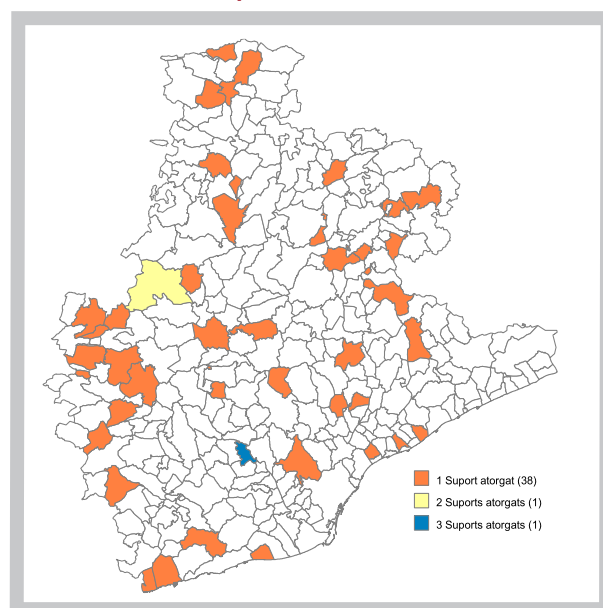 1 Suport atorgat (38)
2 Suports atorgats (1)
3 Suports atorgats (1)